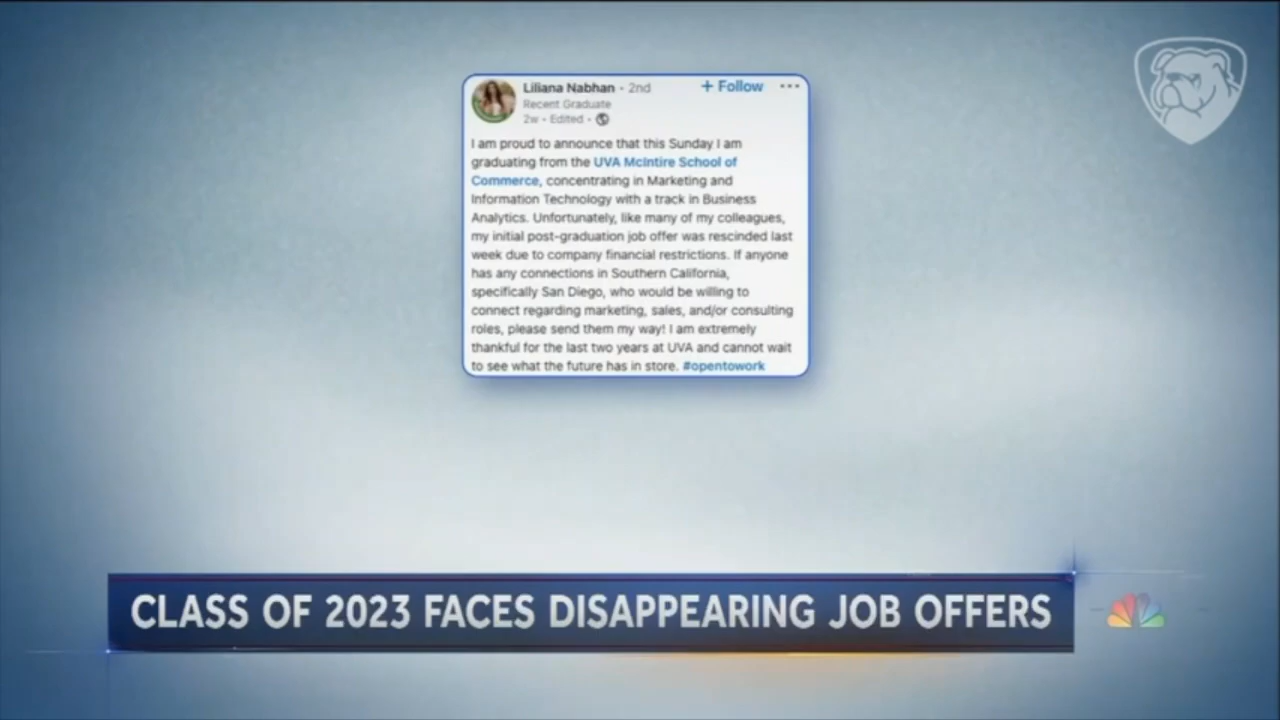 Liliana Nabhan • 2nd
+ Follow ...
Recent Graduate
2w • Edited •
I am proud to announce that this Sunday I am
graduating from the UVA McIntire School of
Commerce, concentrating in Marketing and
Information Technology with a track in Business
Analytics. Unfortunately, like many of my colleagues,
my initial post-graduation job offer was rescinded last
week due to company financial restrictions. If anyone
has any connections in Southern California,
specifically San Diego, who would be willing to
connect regarding marketing, sales, and/or consulting
roles, please send them my way! I am extremely
thankful for the last two years at UVA and cannot wait
to see what the future has in store. #opentowork
CLASS OF 2023 FACES DISAPPEARING JOB OFFERS